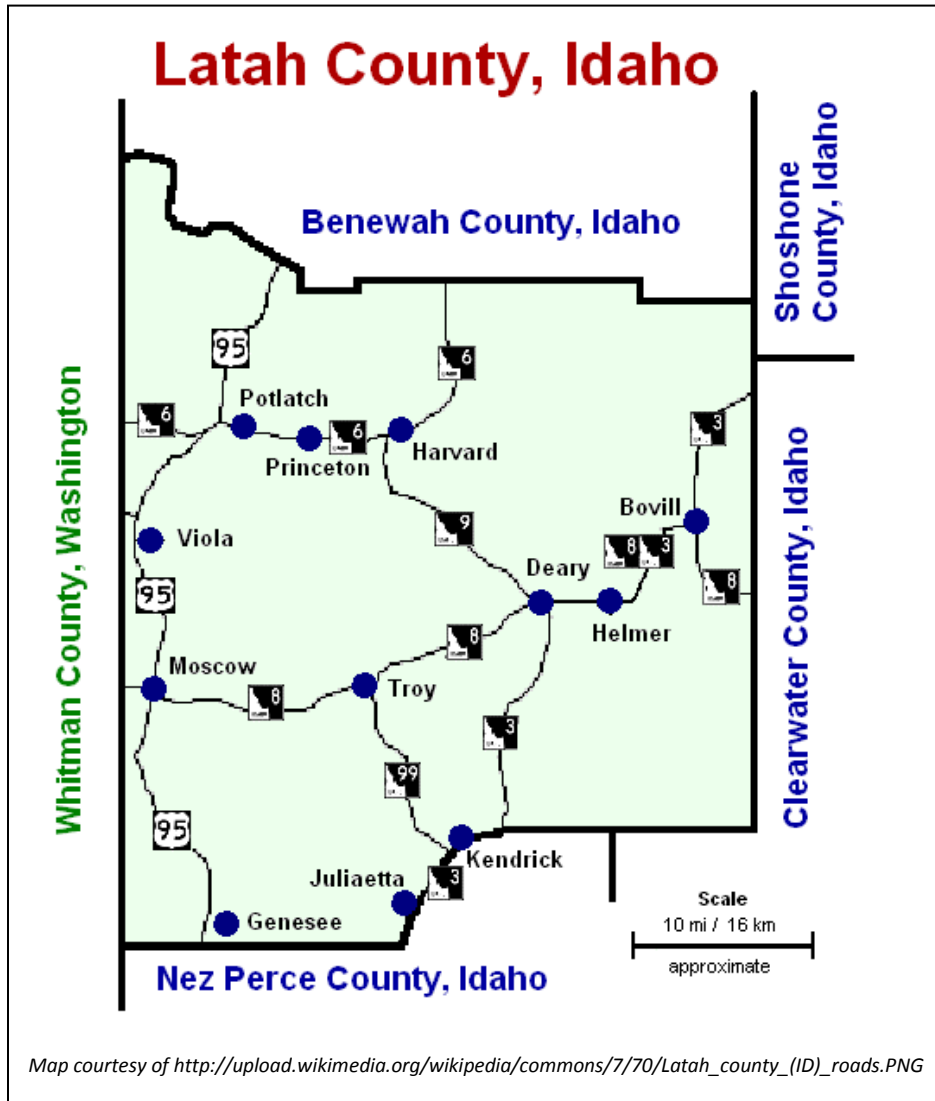 Latah County, Idaho
Benewah County, Idaho
Shoshone
County, Idaho
95
6
Potlatch
6
Princeton
6
Harvard
3
Whitman County, Washington
Viola
9
Bovill
8
3
Deary
Helmer
8
Clearwater County, Idaho
95
Moscow
8
8
Troy
3
99
95
Kendrick
3
Juliaetta
Genesee
Scale
10 mi / 16 km
approximate
Nez Perce County, Idaho
Map courtesy of http://upload.wikimedia.org/wikipedia/commons/7/70/Latah_county_(ID)_roads.PNG